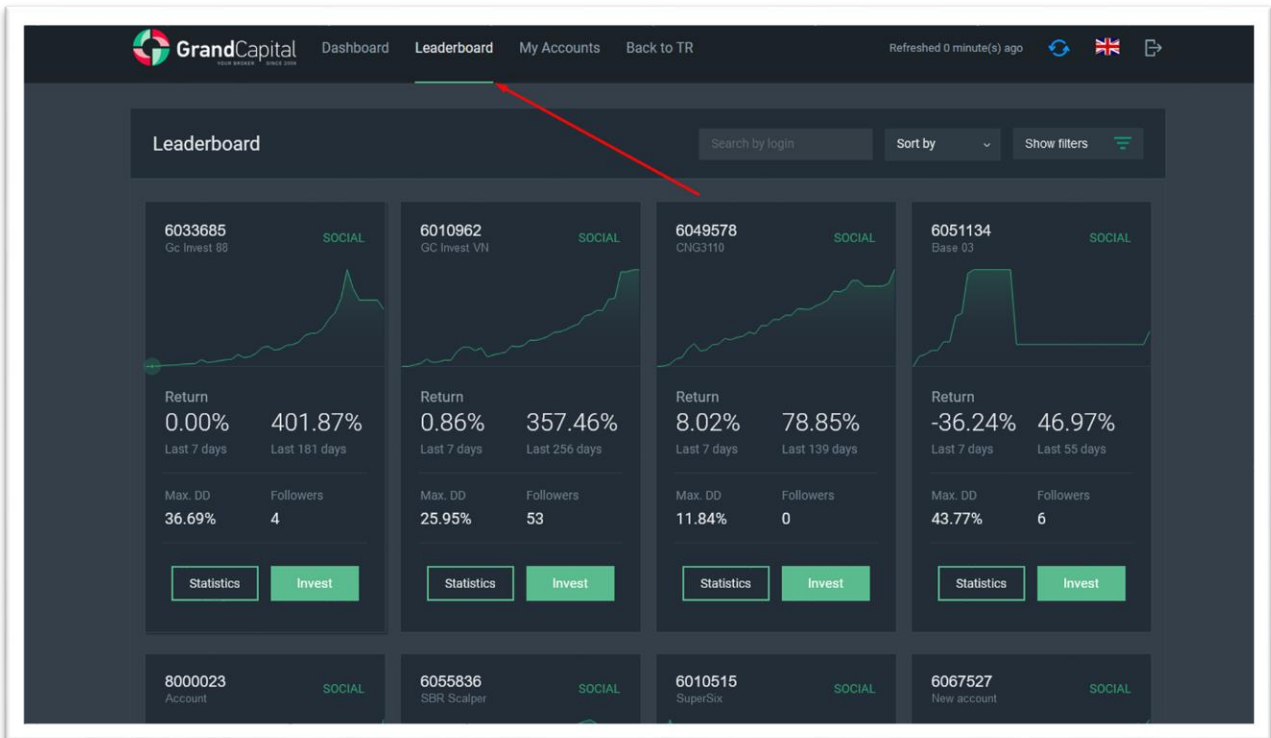 GrandCapital
YOUR BROKER SINCE 2006
Dashboard
Leaderboard
My Accounts
Back to TR
Refreshed 0 minute(s) ago
Leaderboard
Search by login
Sort by
Show filters
6033685
SOCIAL
Gc Invest 88
Return
0.00% 401.87%
Last 7 days Last 181 days
Max. DD Followers
36.69% 4
Statistics Invest
6010962
SOCIAL
GC Invest VN
Return
0.86% 357.46%
Last 7 days Last 256 days
Max. DD Followers
25.95% 53
Statistics Invest
6049578
SOCIAL
CNG3110
Return
8.02% 78.85%
Last 7 days Last 139 days
Max. DD Followers
11.84% 0
Statistics Invest
6051134
SOCIAL
Base 03
Return
-36.24% 46.97%
Last 7 days Last 55 days
Max. DD Followers
43.77% 6
Statistics Invest
8000023
SOCIAL
Account
6055836
SOCIAL
SBR Scalper
6010515
SOCIAL
SuperSix
6067527
SOCIAL
New account